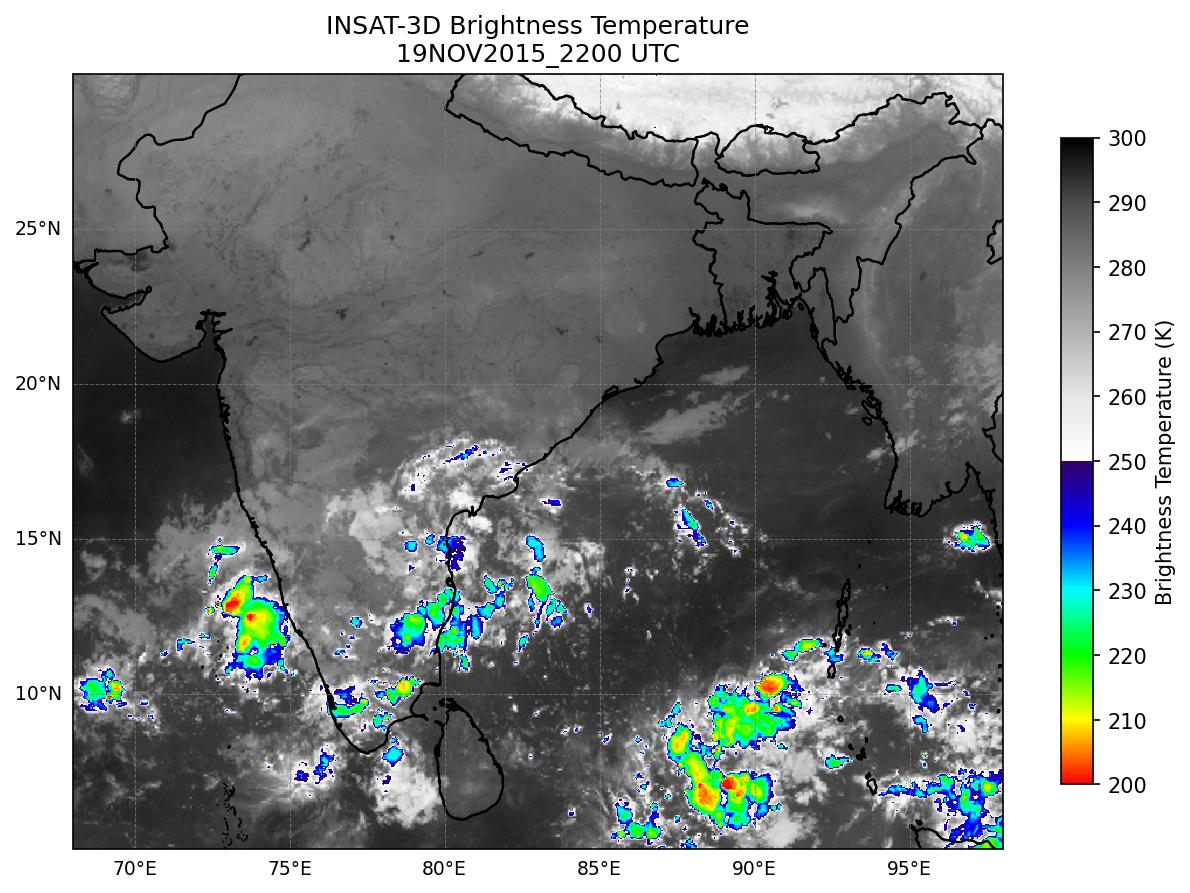 INSAT-3D Brightness Temperature
19NOV2015_2200 UTC
25°N
20°N
15°N
10°N
70°E
75°E
80°E
85°E
90°E
95°E
300
290
280
270
260
250
240
230
220
210
200
Brightness Temperature (K)